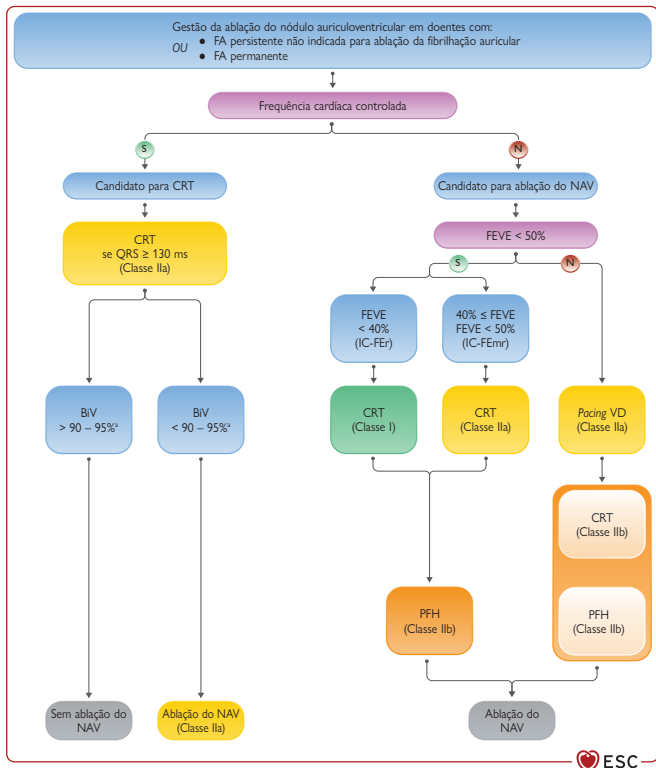 Gestão da ablação do nódulo auriculoventricular em doentes com:
OU
● FA persistente não indicada para ablação da fibrilhação auricular
● FA permanente
Frequência cardíaca controlada
S
N
Candidato para CRT
Candidato para ablação do NAV
CRT
se QRS ≥ 130 ms
(Classe IIa)
FEVE < 50%
S
N
FEVE
< 40%
(IC-FEr)
40% ≤ FEVE
FEVE < 50%
(IC-FEmr)
BiV
> 90 – 95%ª
BiV
< 90 – 95%ª
CRT
(Classe I)
CRT
(Classe IIa)
Pacing VD
(Classe IIa)
CRT
(Classe IIb)
PFH
(Classe IIb)
PFH
(Classe IIb)
Sem ablação do
NAV
Ablação do NAV
(Classe IIa)
Ablação do
NAV
ESC